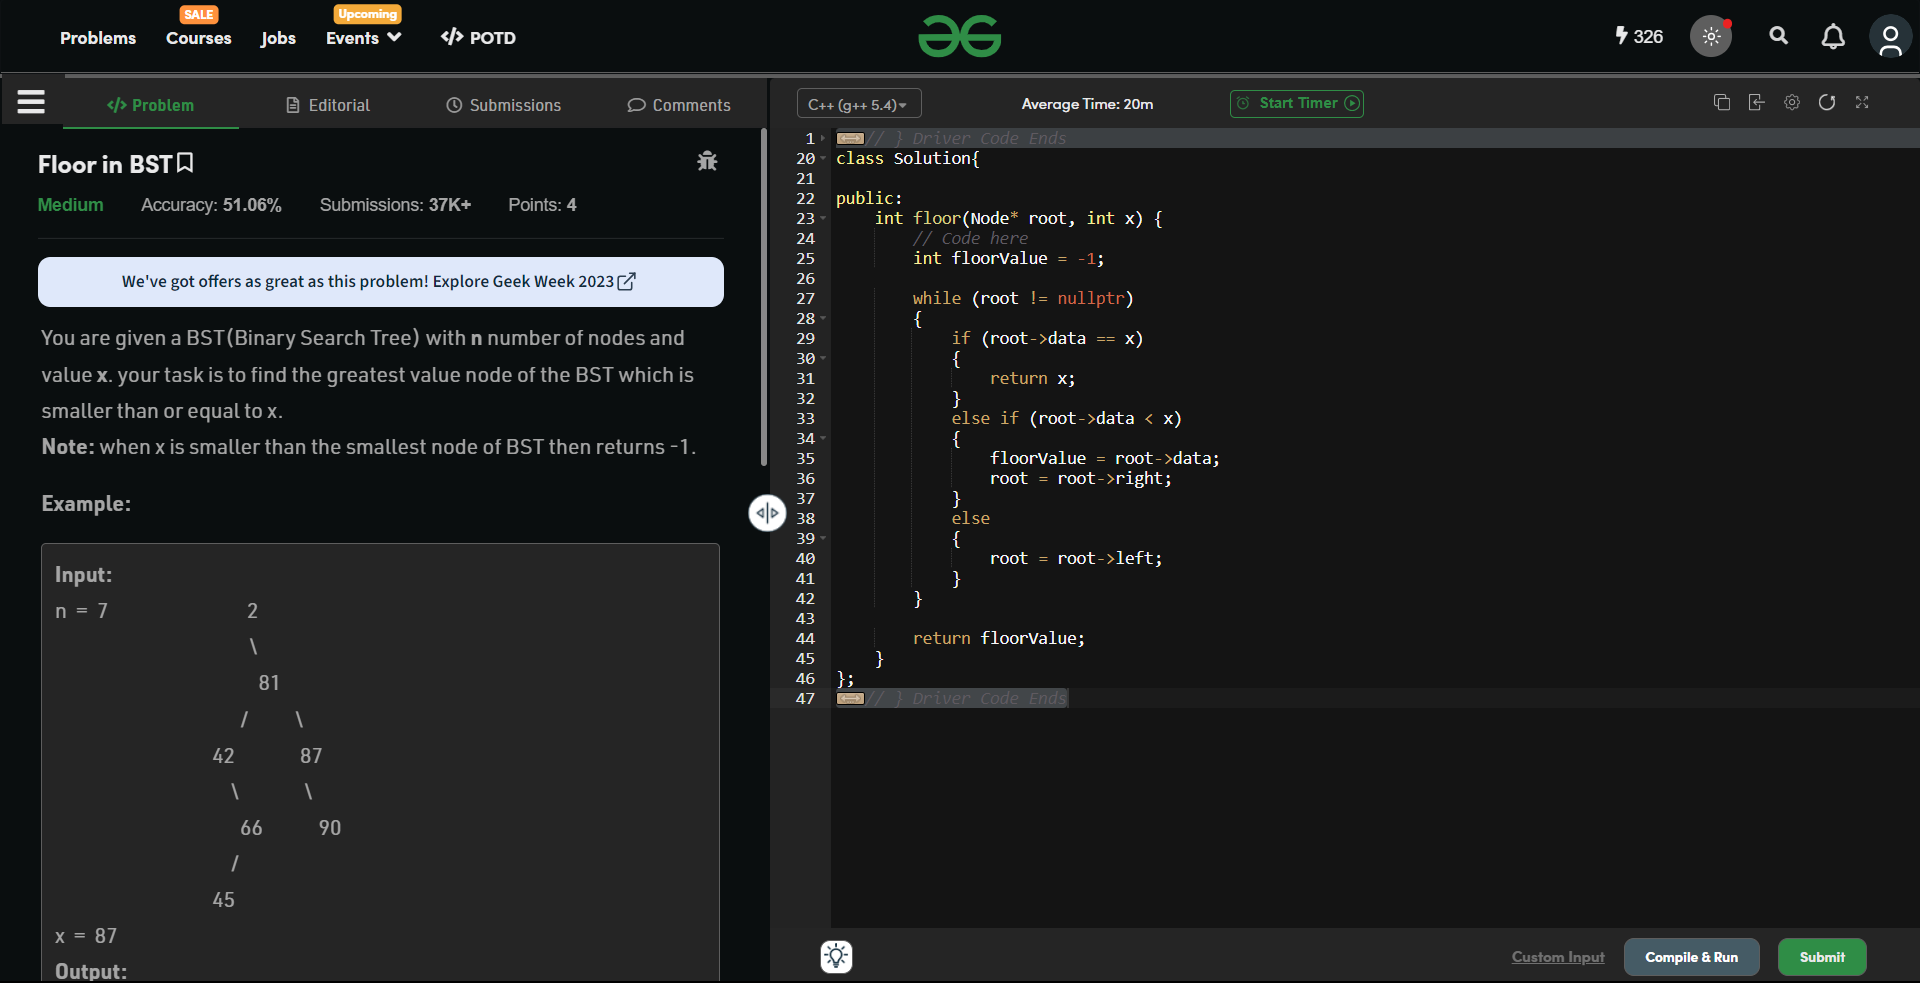 SALE
Upcoming
Problems Courses Jobs Events </> POTD
326
</> Problem Editorial Submissions Comments
Floor in BST
Medium Accuracy: 51.06% Submissions: 37K+ Points: 4
We've got offers as great as this problem! Explore Geek Week 2023
You are given a BST(Binary Search Tree) with n number of nodes and
value x. your task is to find the greatest value node of the BST which is
smaller than or equal to x.
Note: when x is smaller than the smallest node of BST then returns -1.
Example:
Input:
n = 7 2
\
81
/ \
42 87
\ \
66 90
/
45
x = 87
Output:
C++ (g++ 5.4) Average Time: 20m Start Timer
1 // } Driver Code Ends
20 class Solution{
21
22 public:
23 int floor(Node* root, int x) {
24 // Code here
25 int floorValue = -1;
26
27 while (root != nullptr)
28 {
29 if (root->data == x)
30 {
31 return x;
32 }
33 else if (root->data < x)
34 {
35 floorValue = root->data;
36 root = root->right;
37 }
38 else
39 {
40 root = root->left;
41 }
42 }
43
44 return floorValue;
45 }
46 };
47 // } Driver Code Ends
Custom Input Compile & Run Submit